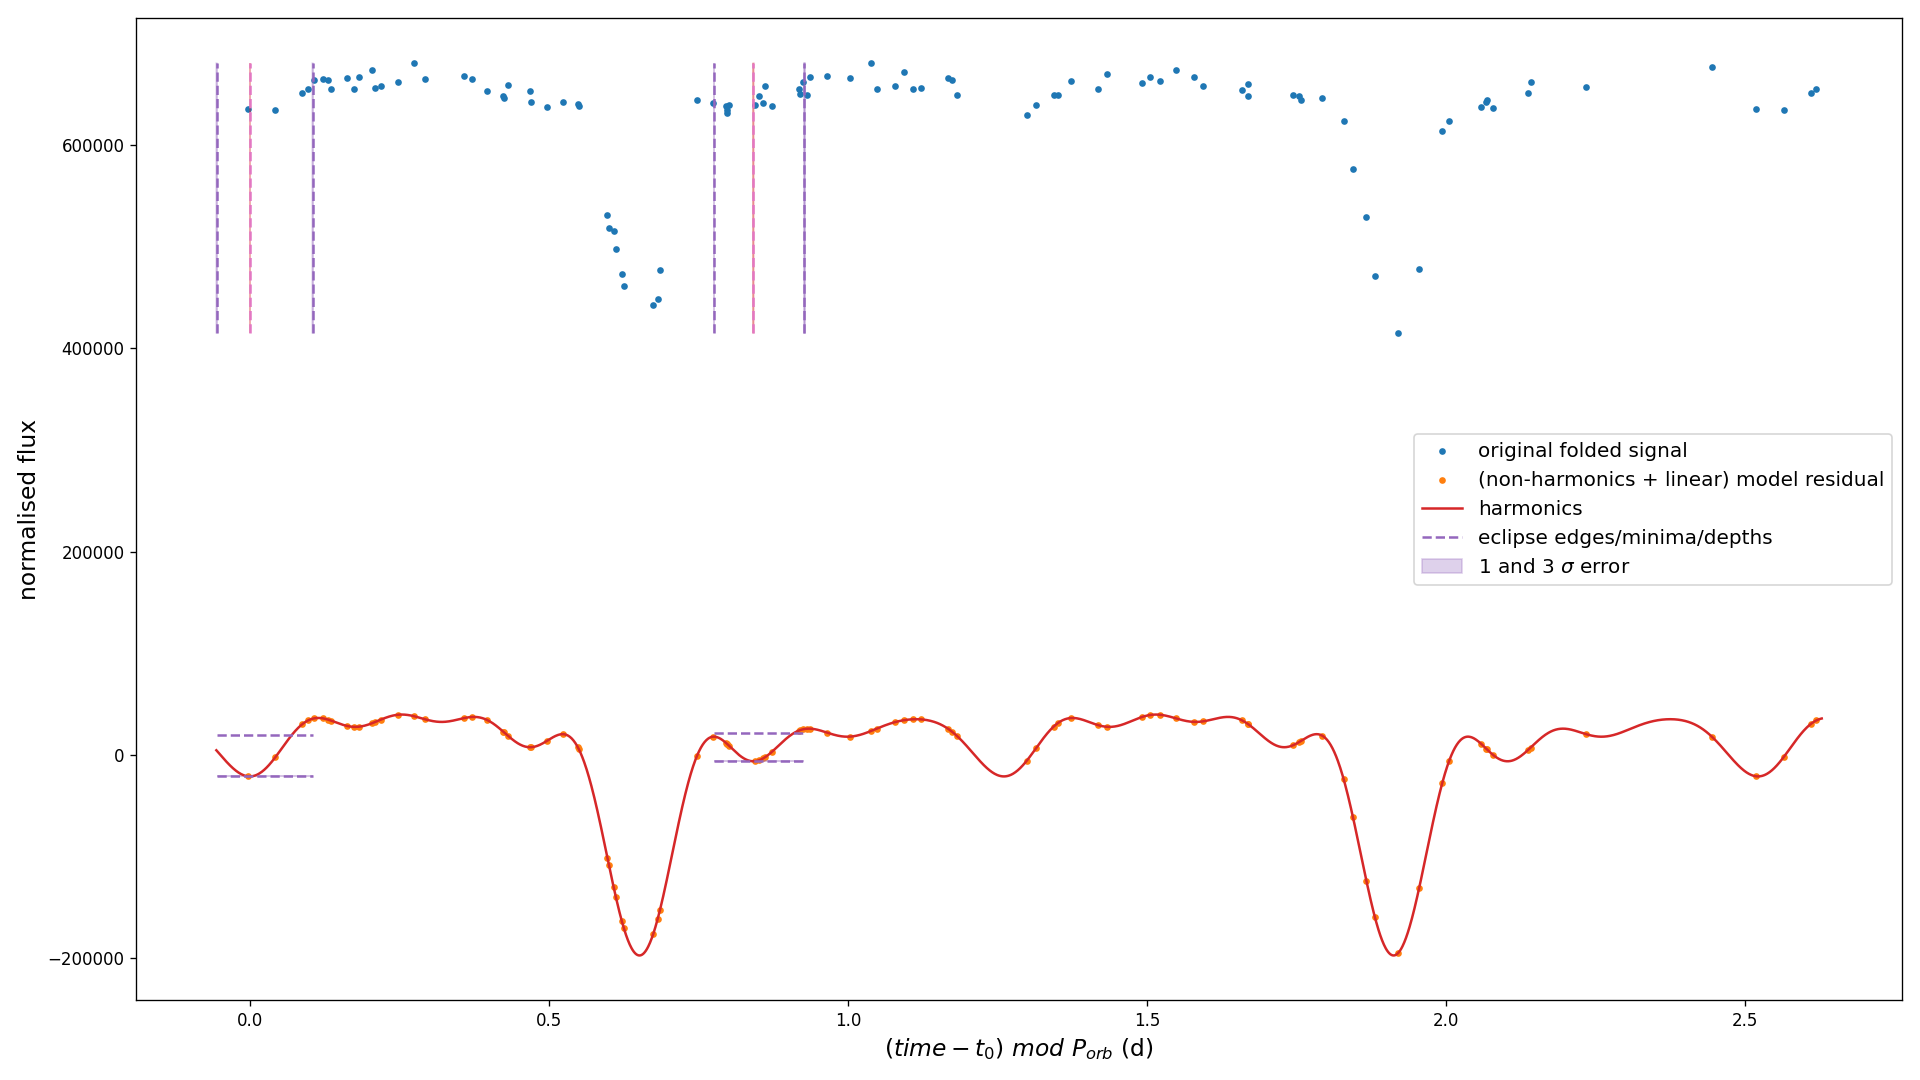 normalised flux
600000
400000
200000
0
−200000
original folded signal
(non-harmonics + linear) model residual
harmonics
eclipse edges/minima/depths
1 and 3 σ error
0.0 0.5 1.0 1.5 2.0 2.5
(time − t₀) mod Pₒᵣb (d)